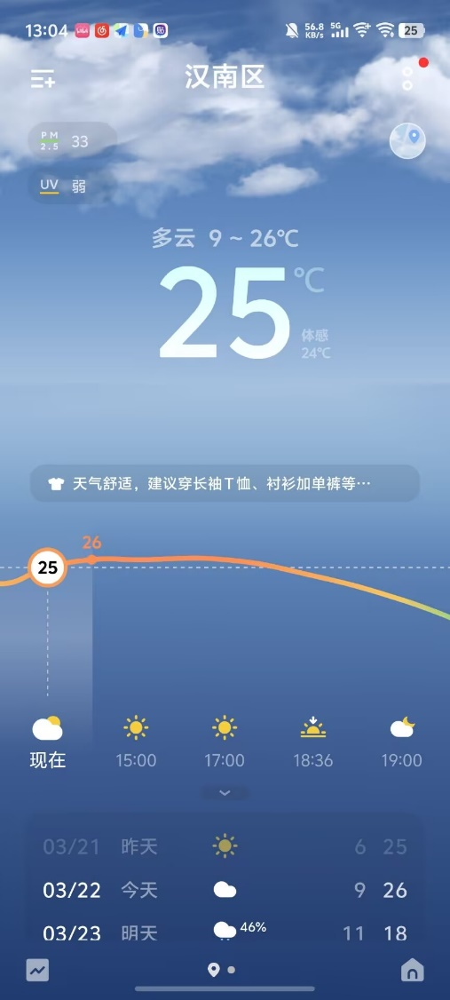 13:04 56.8 KB/s 5G 25
汉南区
PM 2.5 33
UV 弱
多云 9 ~ 26℃
25℃
体感
24℃
天气舒适，建议穿长袖T恤、衬衫加单裤等…
26
25
现在 15:00 17:00 18:36 19:00
03/21 昨天 6 25
03/22 今天 9 26
03/23 明天 46% 11 18